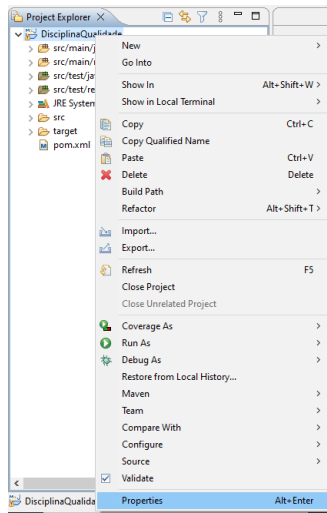 Project Explorer
DisciplinaQualidade
src/main/j
src/main/r
src/test/ja
src/test/re
JRE System
src
target
pom.xml
New
Go Into
Show In Alt+Shift+W
Show in Local Terminal
Copy Ctrl+C
Copy Qualified Name
Paste Ctrl+V
Delete Delete
Build Path
Refactor Alt+Shift+T
Import...
Export...
Refresh F5
Close Project
Close Unrelated Project
Coverage As
Run As
Debug As
Restore from Local History...
Maven
Team
Compare With
Configure
Source
Validate
Properties Alt+Enter
DisciplinaQualida